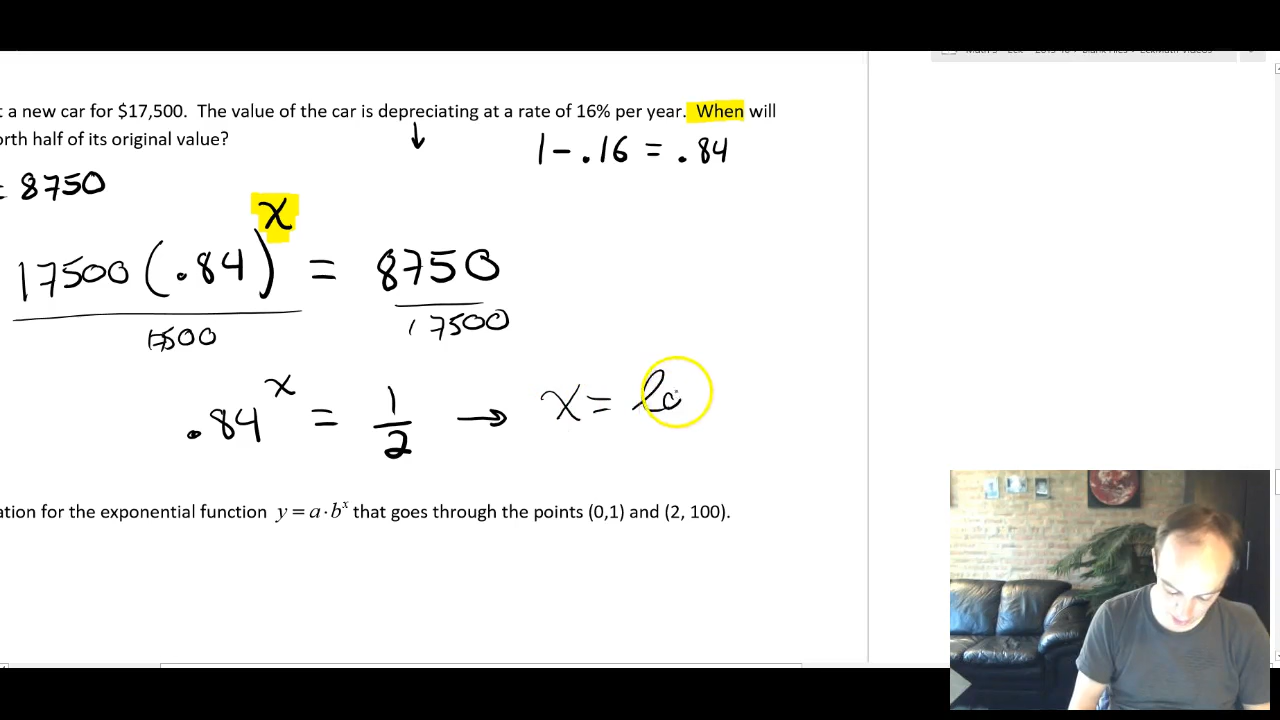 t a new car for $17,500. The value of the car is depreciating at a rate of 16% per year. When will
orth half of its original value?
1 - .16 = .84
= 8750
17500 (.84)^x = 8750
17500 17500
.84^x = 1/2 → x = lo
ation for the exponential function y = a · b^x that goes through the points (0,1) and (2, 100).